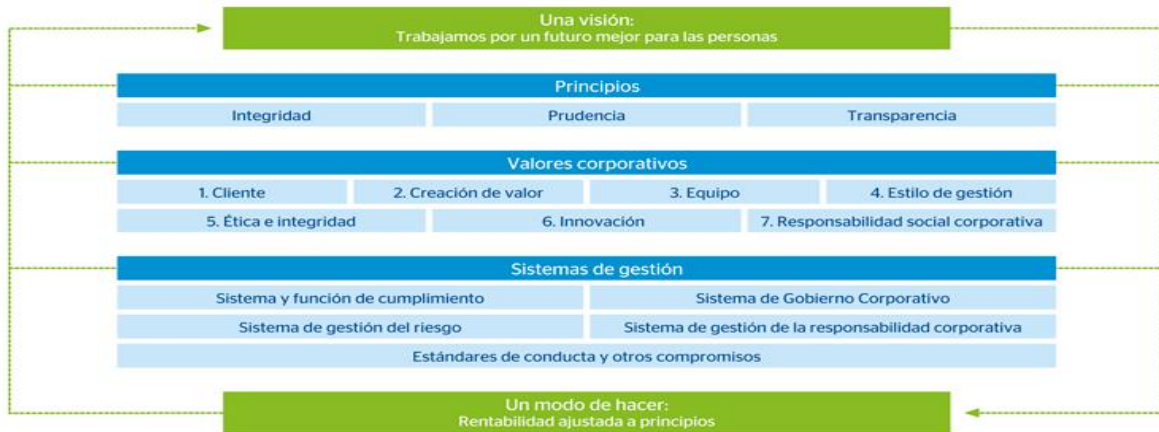 Una visión:
Trabajamos por un futuro mejor para las personas
Principios
Integridad
Prudencia
Transparencia
Valores corporativos
1. Cliente
2. Creación de valor
3. Equipo
4. Estilo de gestión
5. Ética e integridad
6. Innovación
7. Responsabilidad social corporativa
Sistemas de gestión
Sistema y función de cumplimiento
Sistema de Gobierno Corporativo
Sistema de gestión del riesgo
Sistema de gestión de la responsabilidad corporativa
Estándares de conducta y otros compromisos
Un modo de hacer:
Rentabilidad ajustada a principios